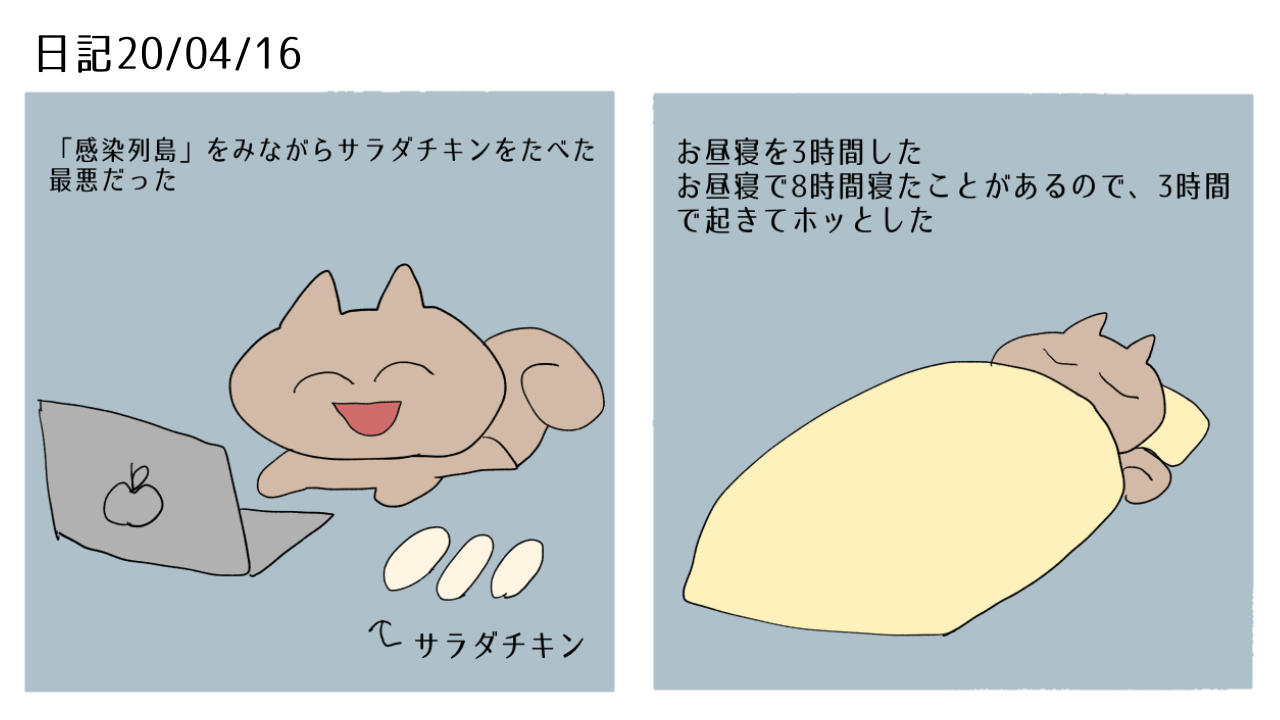 日記20/04/16
「感染列島」をみながらサラダチキンをたべた
最悪だった
サラダチキン
お昼寝を3時間した
お昼寝で8時間寝たことがあるので、3時間
で起きてホッとした